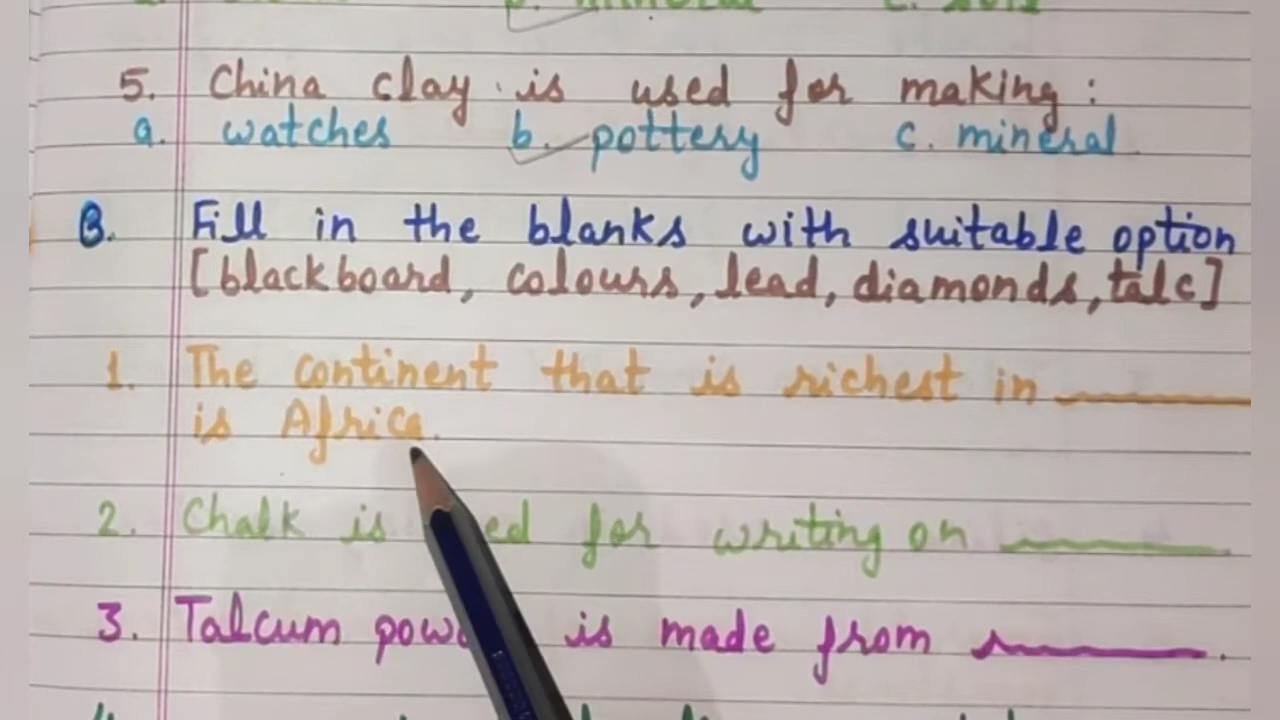 b. mineral
5. China clay is used for making :
a. watches b. pottery c. mineral
B. Fill in the blanks with suitable option
[blackboard, colours, lead, diamonds, talc]
1. The continent that is richest in
is Africa.
2. Chalk is ed for writing on
3. Talcum pow is made from .